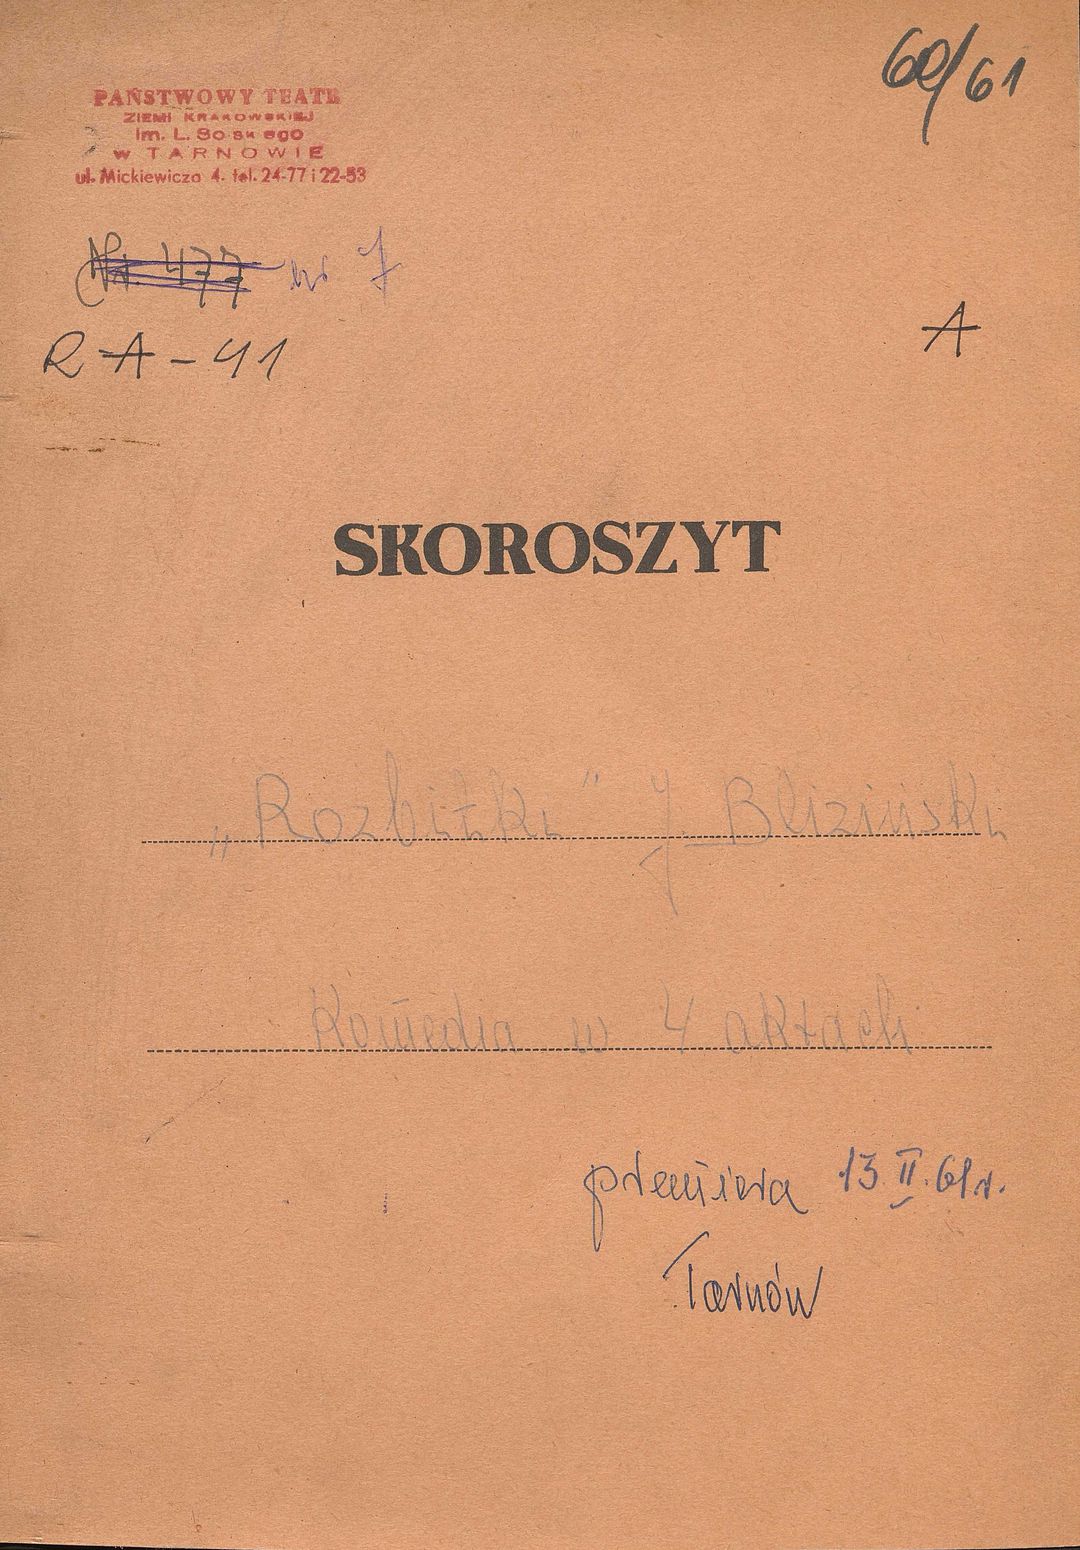 60/61
PAŃSTWOWY TEATR
ZIEMI KRAKOWSKIEJ
im. L. Solskiego
w TARNOWIE
ul. Mickiewicza 4. tel. 24-77 i 22-53
Nr. 477 nr 7
R-A-41
A
SKOROSZYT
„Rozbitki" J. Bliziński
Komedia w 4 aktach
premiera 13.II.61r.
Tarnów